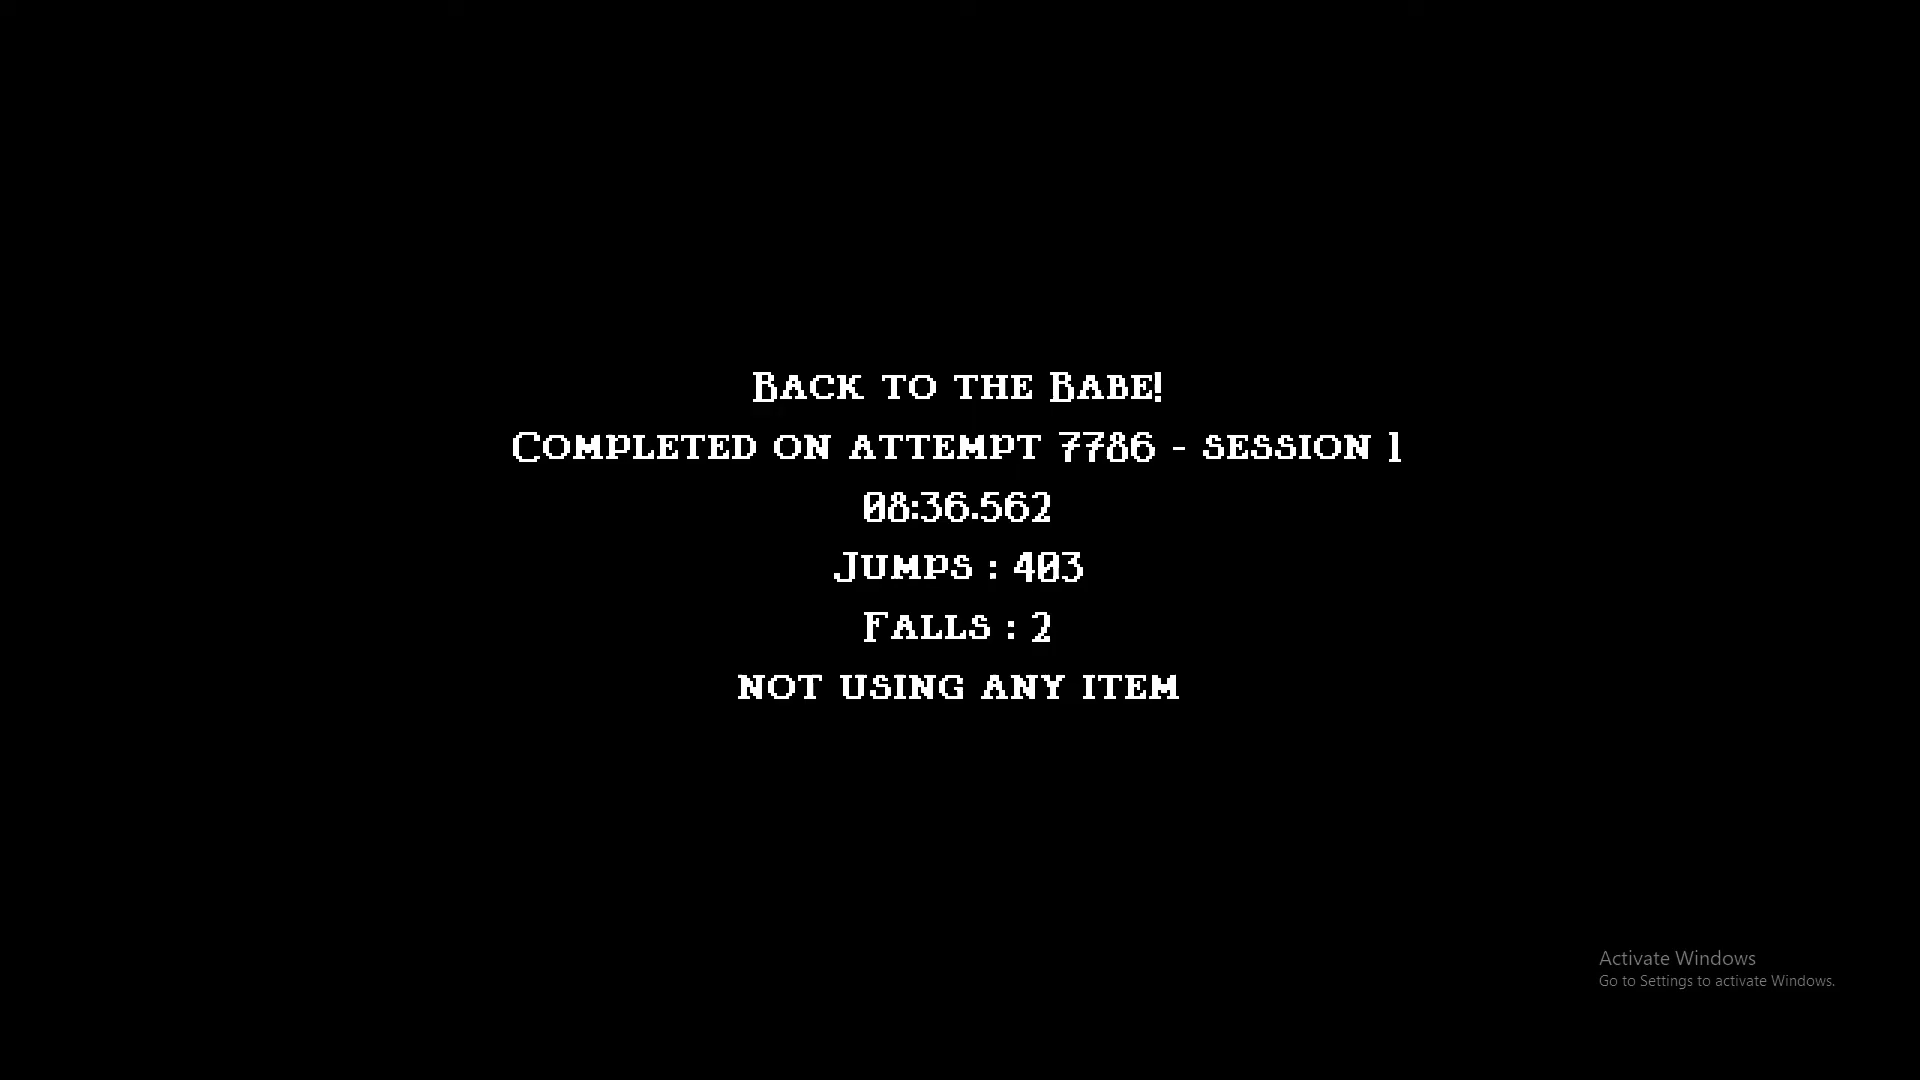 Back to the Babe!
Completed on attempt 7786 - session 1
08:36.562
Jumps : 403
Falls : 2
not using any item
Activate Windows
Go to Settings to activate Windows.